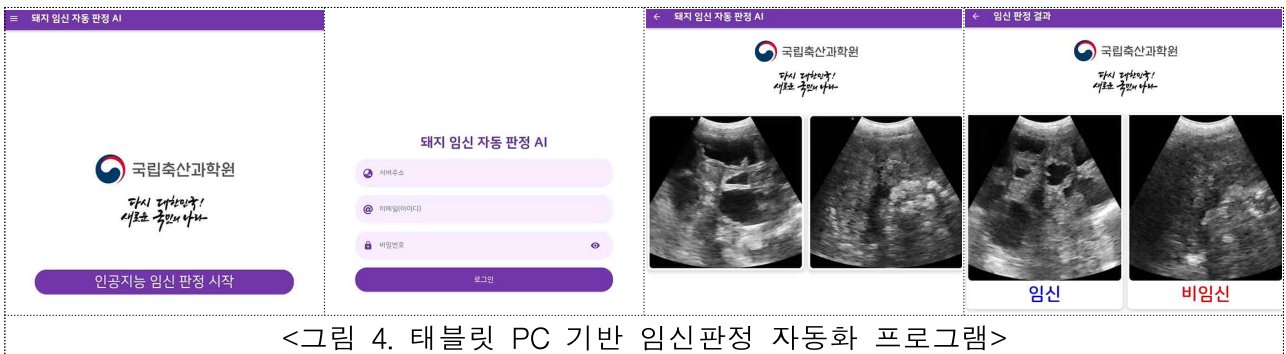 돼지 임신 자동 판정 AI
국립축산과학원
다시 대한민국!
새로운 국민의 나라
인공지능 임신 판정 시작
돼지 임신 자동 판정 AI
서버주소
@ 이메일(아이디)
비밀번호
로그인
← 돼지 임신 자동 판정 AI
국립축산과학원
다시 대한민국!
새로운 국민의 나라
← 임신 판정 결과
국립축산과학원
다시 대한민국!
새로운 국민의 나라
임신
비임신
<그림 4. 태블릿 PC 기반 임신판정 자동화 프로그램>